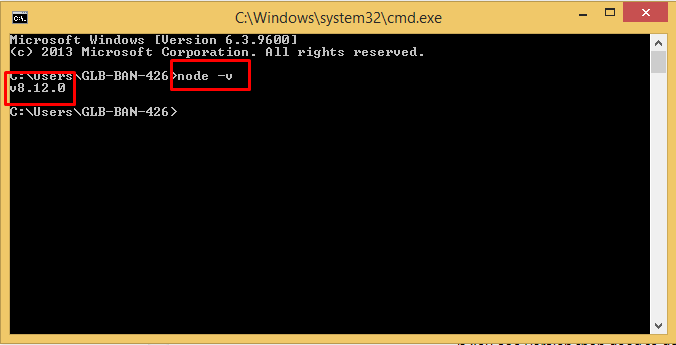 C:\Windows\system32\cmd.exe
Microsoft Windows [Version 6.3.9600]
(c) 2013 Microsoft Corporation. All rights reserved.
C:\Users\GLB-BAN-426>node -v
v8.12.0
C:\Users\GLB-BAN-426>